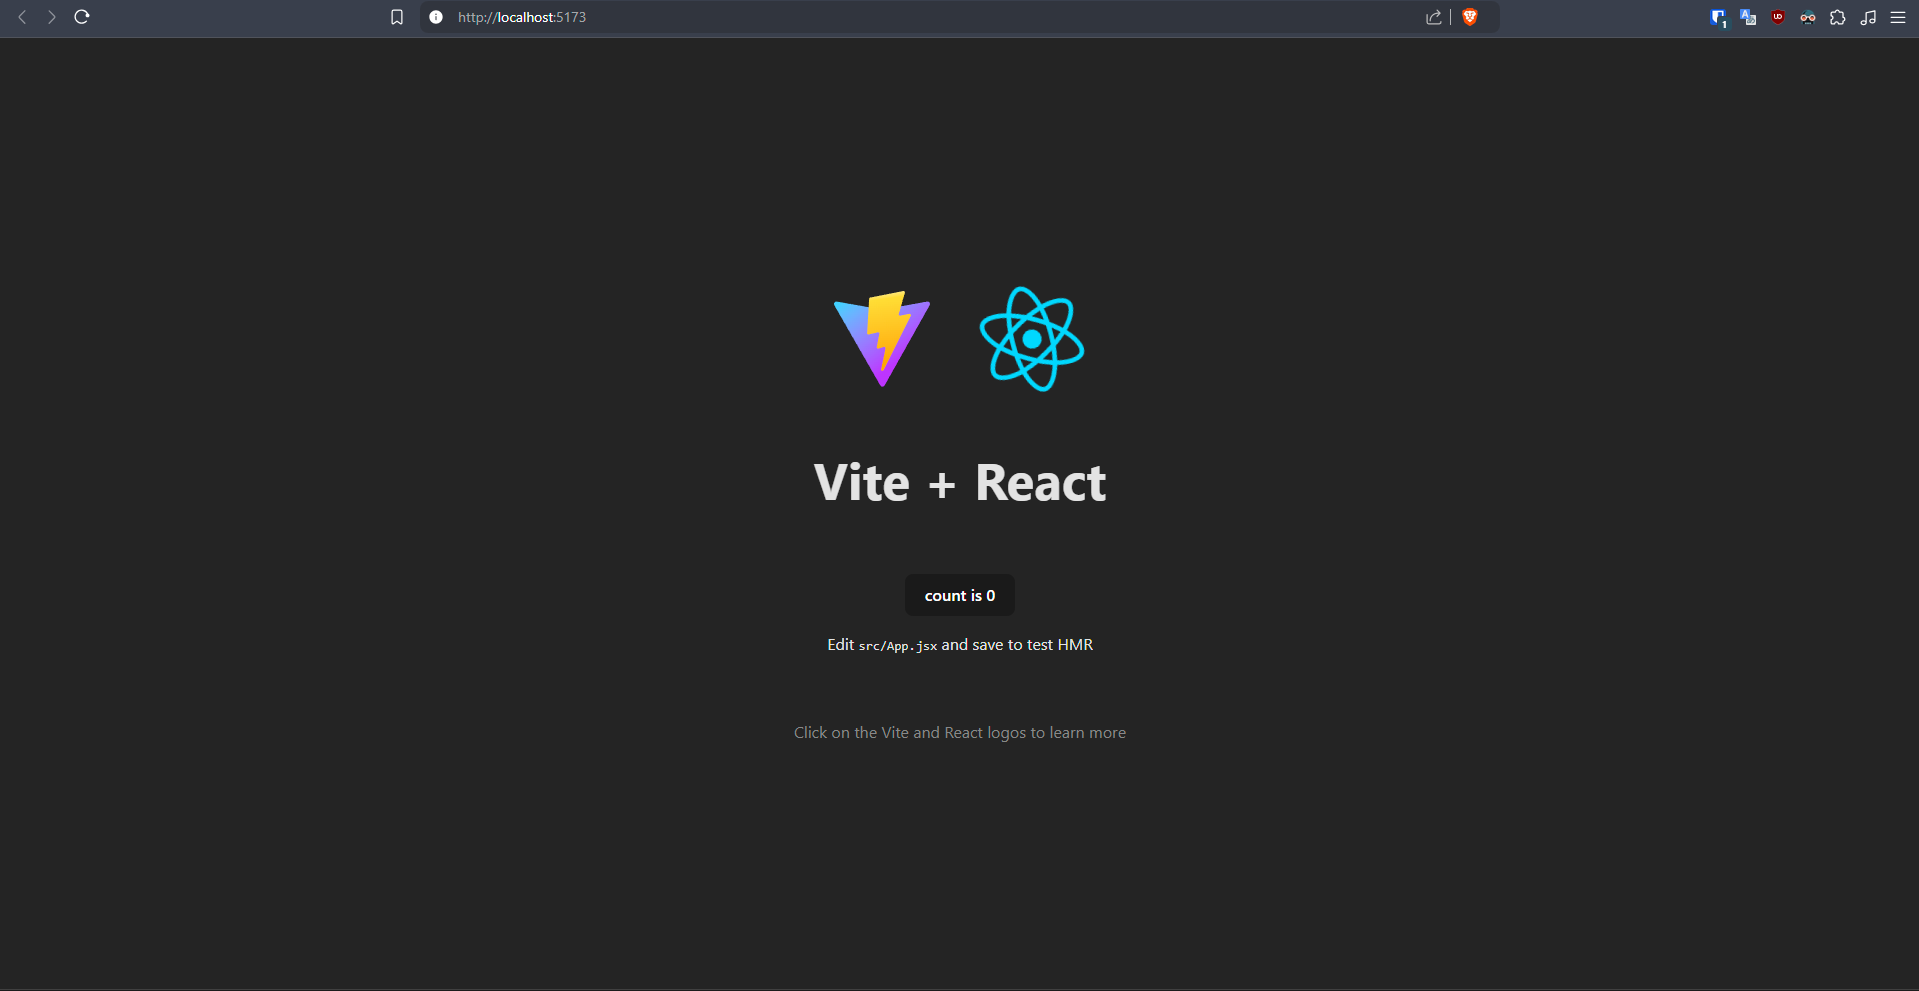 http://localhost:5173
1
Vite + React
count is 0
Edit src/App.jsx and save to test HMR
Click on the Vite and React logos to learn more